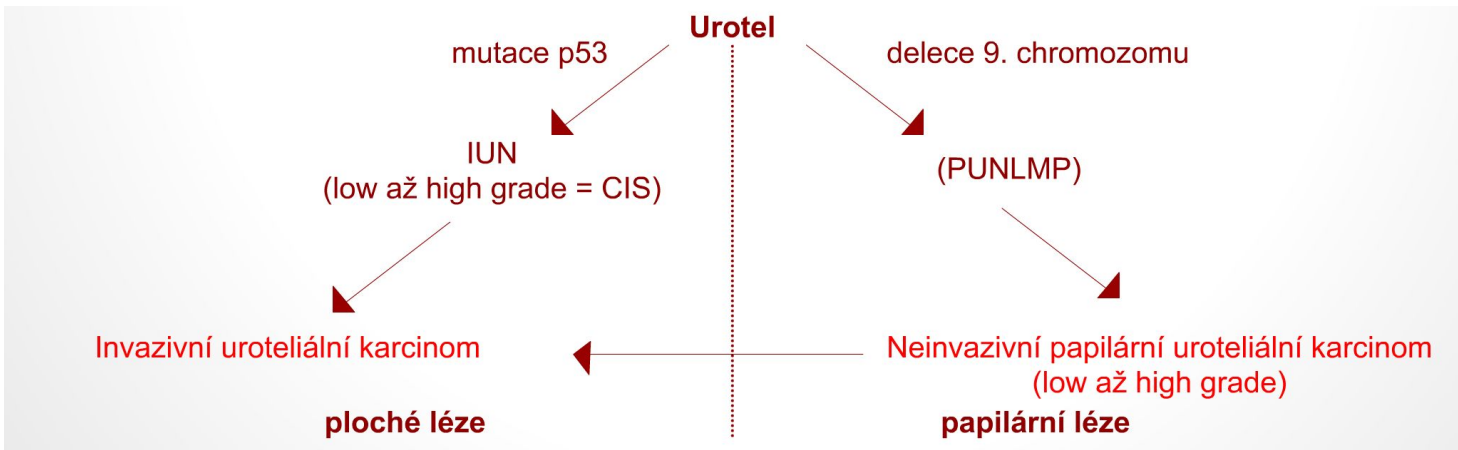 Urotel
mutace p53
delece 9. chromozomu
IUN
(low až high grade = CIS)
(PUNLMP)
Invazivní uroteliální karcinom
Neinvazivní papilární uroteliální karcinom
(low až high grade)
ploché léze
papilární léze